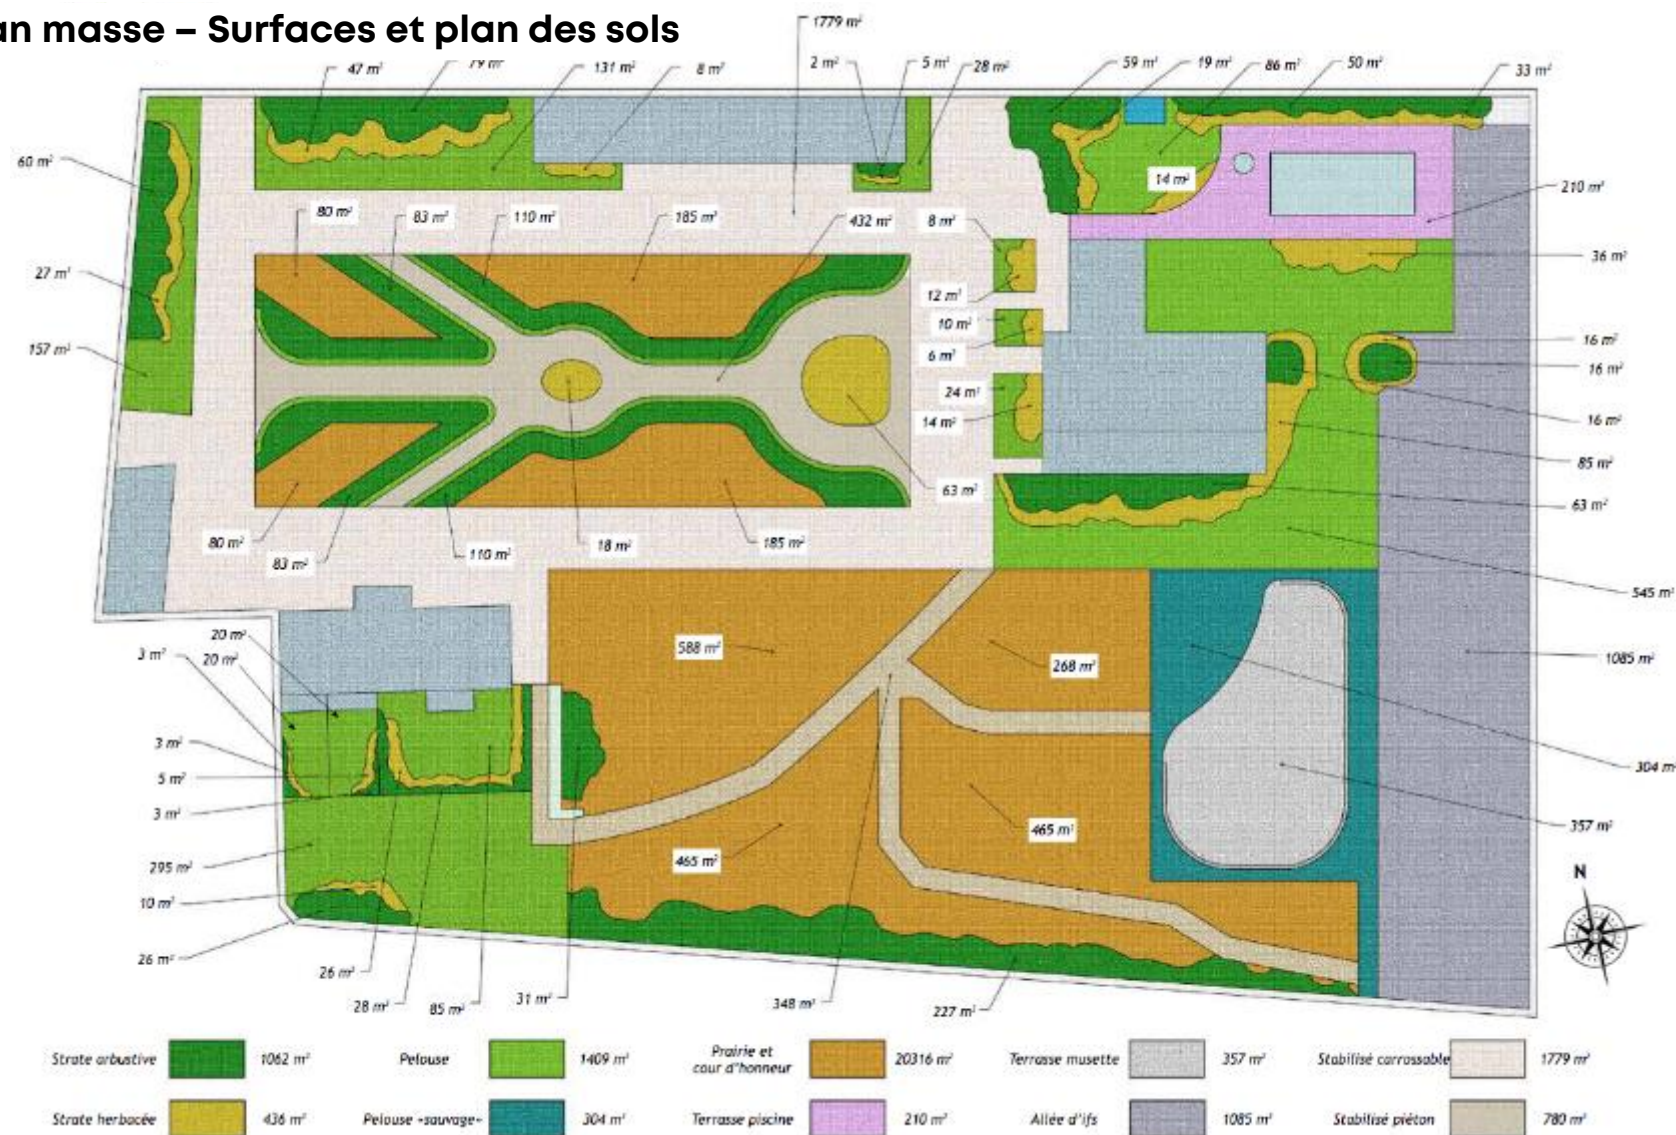 an masse – Surfaces et plan des sols
1779 m²
47 m²
79 m²
131 m²
8 m²
2 m²
5 m²
28 m²
59 m²
19 m²
86 m²
50 m²
33 m²
60 m²
14 m²
210 m²
80 m²
83 m²
110 m²
185 m²
432 m²
8 m²
36 m²
27 m²
12 m²
10 m²
6 m²
16 m²
157 m²
16 m²
24 m²
14 m²
16 m²
85 m²
63 m²
63 m²
80 m²
83 m²
110 m²
18 m²
185 m²
545 m²
20 m²
3 m²
20 m²
588 m²
268 m²
1085 m²
3 m²
5 m²
304 m²
3 m²
295 m²
465 m²
465 m²
357 m²
N
10 m²
26 m²
26 m²
28 m²
85 m²
31 m²
348 m²
227 m²
Strate arbustive 1062 m²
Pelouse 1409 m²
Prairie et
cour d'honneur 20316 m²
Terrasse musette 357 m²
Stabilisé carrossable 1779 m²
Strate herbacée 436 m²
Pelouse «sauvage» 304 m²
Terrasse piscine 210 m²
Allée d'ifs 1085 m²
Stabilisé piéton 780 m²